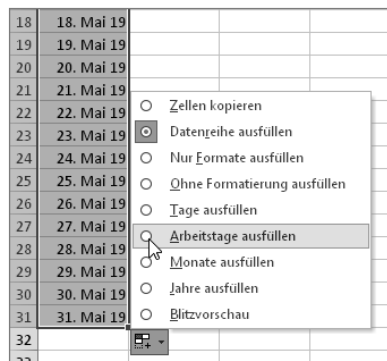 18 18. Mai 19
19 19. Mai 19
20 20. Mai 19
21 21. Mai 19
22 22. Mai 19 Zellen kopieren
23 23. Mai 19 Datenreihe ausfüllen
24 24. Mai 19 Nur Formate ausfüllen
25 25. Mai 19 Ohne Formatierung ausfüllen
26 26. Mai 19 Tage ausfüllen
27 27. Mai 19 Arbeitstage ausfüllen
28 28. Mai 19 Monate ausfüllen
29 29. Mai 19 Jahre ausfüllen
30 30. Mai 19 Blitzvorschau
31 31. Mai 19
32